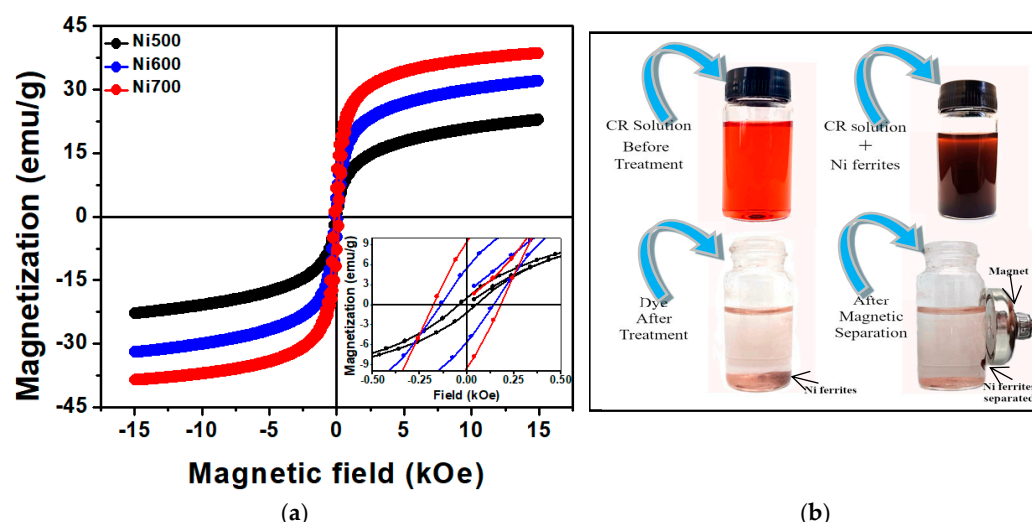 45
30
15
0
-15
-30
-45
Magnetization (emu/g)
Ni500
Ni600
Ni700
9
6
3
0
-3
-6
-9
Magnetization (emu/g)
-0.50 -0.25 0.00 0.25 0.50
Field (kOe)
-15 -10 -5 0 5 10 15
Magnetic field (kOe)
(a)
CR Solution
Before
Treatment
CR solution
+
Ni ferrites
Dye
After
Treatment
Ni ferrites
After
Magnetic
Separation
Magnet
Ni ferrites
separated
(b)